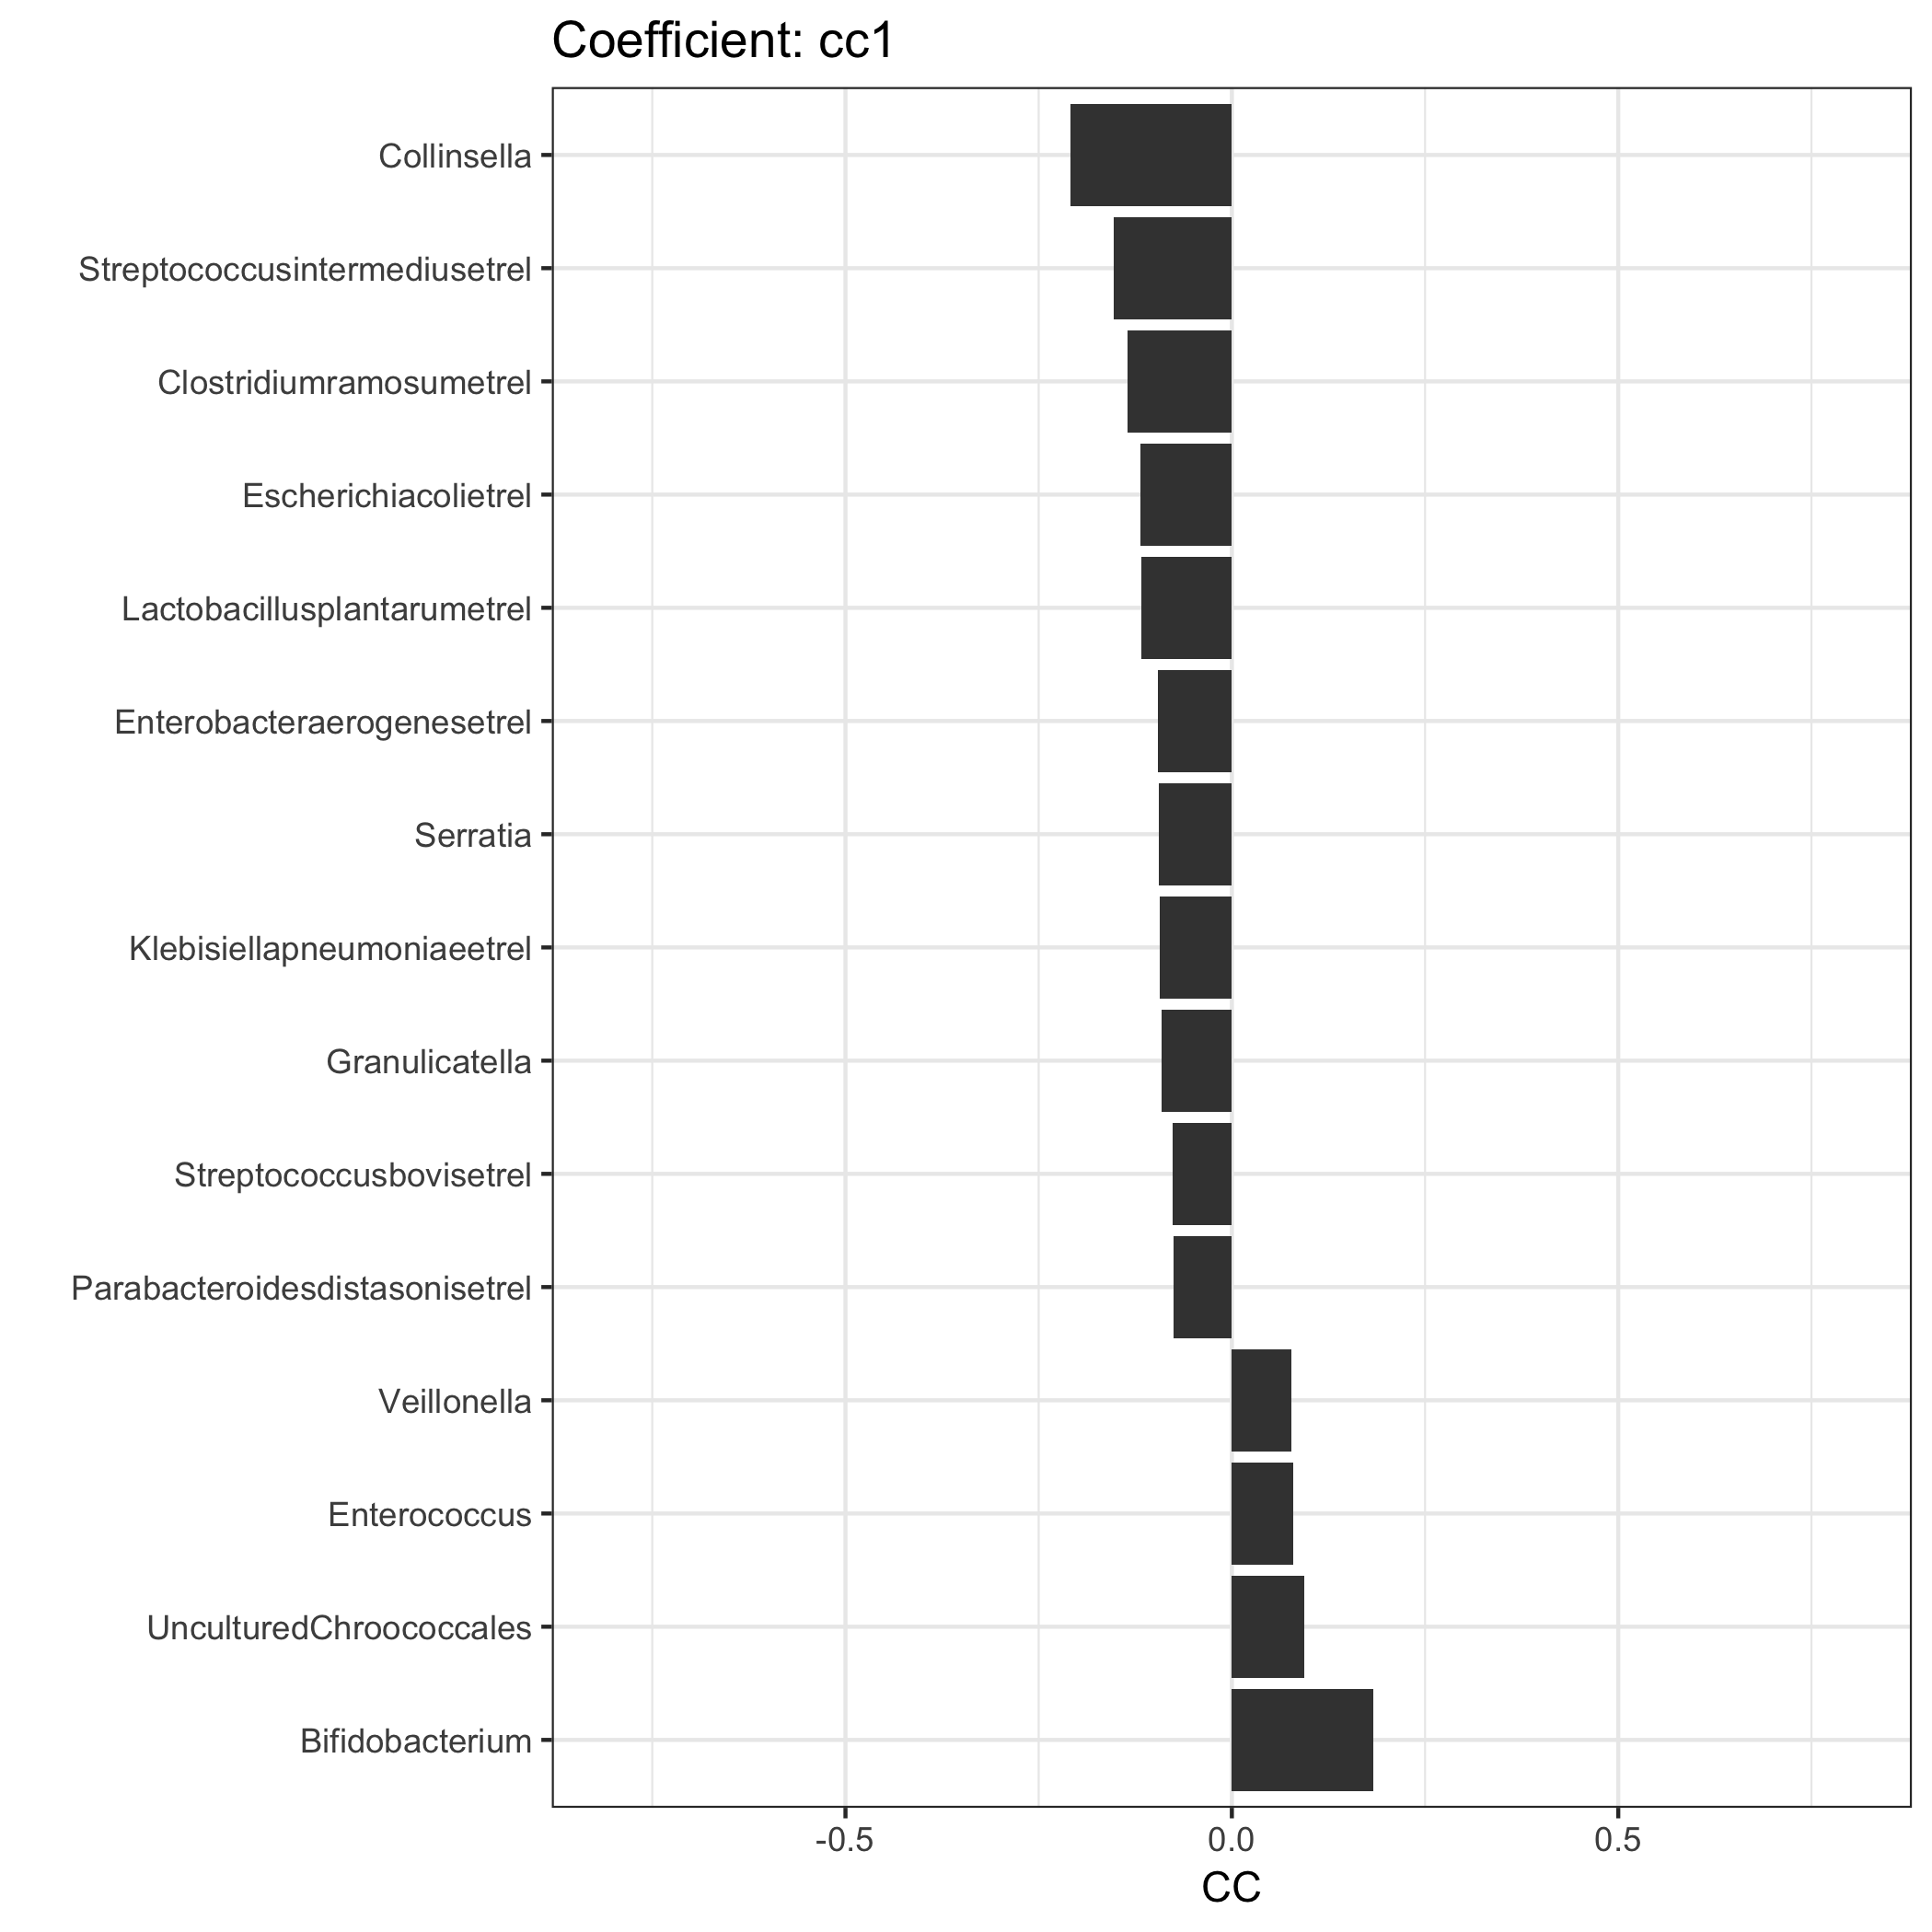 Coefficient: cc1
Collinsella
Streptococcusintermediusetrel
Clostridiumramosumetrel
Escherichiacolietrel
Lactobacillusplantarumetrel
Enterobacteraerogenesetrel
Serratia
Klebisiellapneumoniaeetrel
Granulicatella
Streptococcusbovisetrel
Parabacteroidesdistasonisetrel
Veillonella
Enterococcus
UnculturedChroococcales
Bifidobacterium
-0.5 0.0 0.5
CC